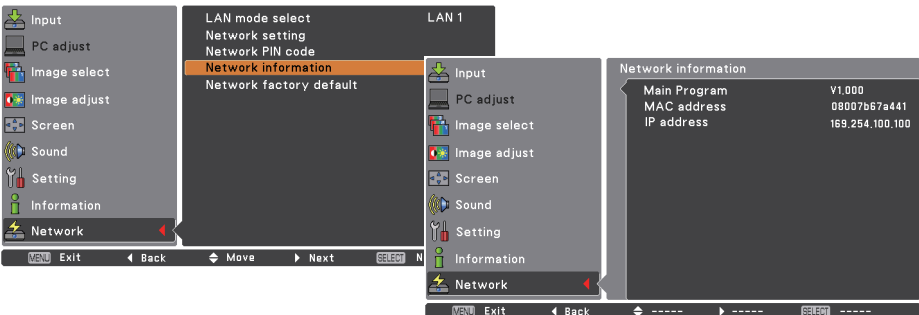 Input
PC adjust
Image select
Image adjust
Screen
Sound
Setting
Information
Network
LAN mode select LAN 1
Network setting
Network PIN code
Network information
Network factory default
MENU Exit Back Move Next SELECT N
Input
PC adjust
Image select
Image adjust
Screen
Sound
Setting
Information
Network
Network information
Main Program V1.000
MAC address 08007b67a441
IP address 169.254.100.100
MENU Exit Back ----- ----- SELECT -----